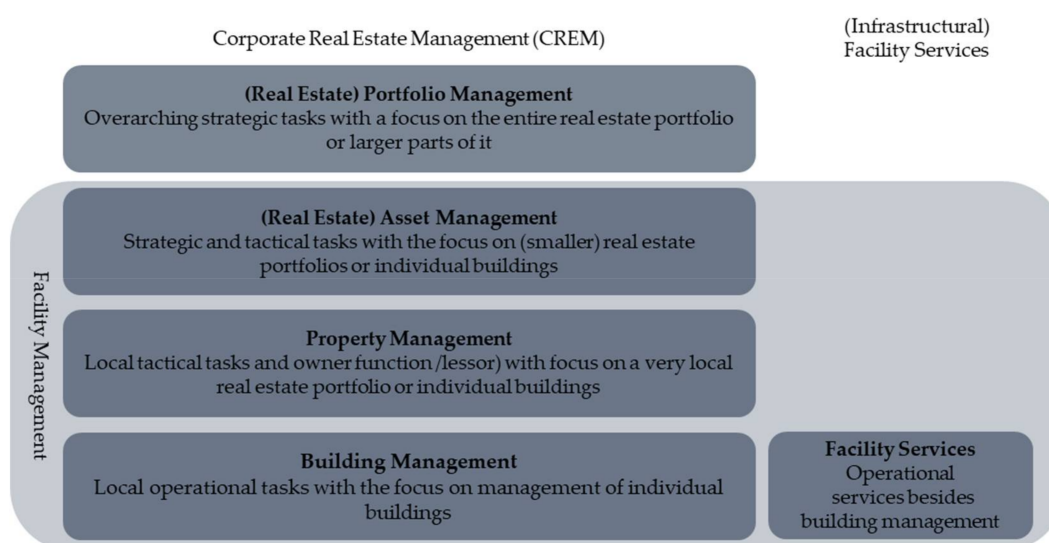 Corporate Real Estate Management (CREM)
(Infrastructural)
Facility Services
(Real Estate) Portfolio Management
Overarching strategic tasks with a focus on the entire real estate portfolio
or larger parts of it
Facility Management
(Real Estate) Asset Management
Strategic and tactical tasks with the focus on (smaller) real estate
portfolios or individual buildings
Property Management
Local tactical tasks and owner function /lessor) with focus on a very local
real estate portfolio or individual buildings
Building Management
Local operational tasks with the focus on management of individual
buildings
Facility Services
Operational
services besides
building management